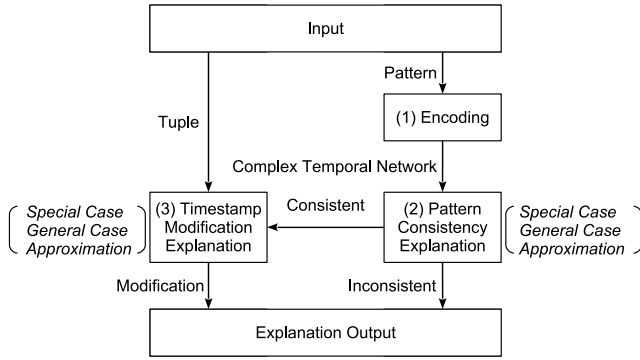 Input
Pattern
(1) Encoding
Tuple
Complex Temporal Network
Special Case
General Case
Approximation
(3) Timestamp
Modification
Explanation
Consistent
(2) Pattern
Consistency
Explanation
Special Case
General Case
Approximation
Modification
Inconsistent
Explanation Output